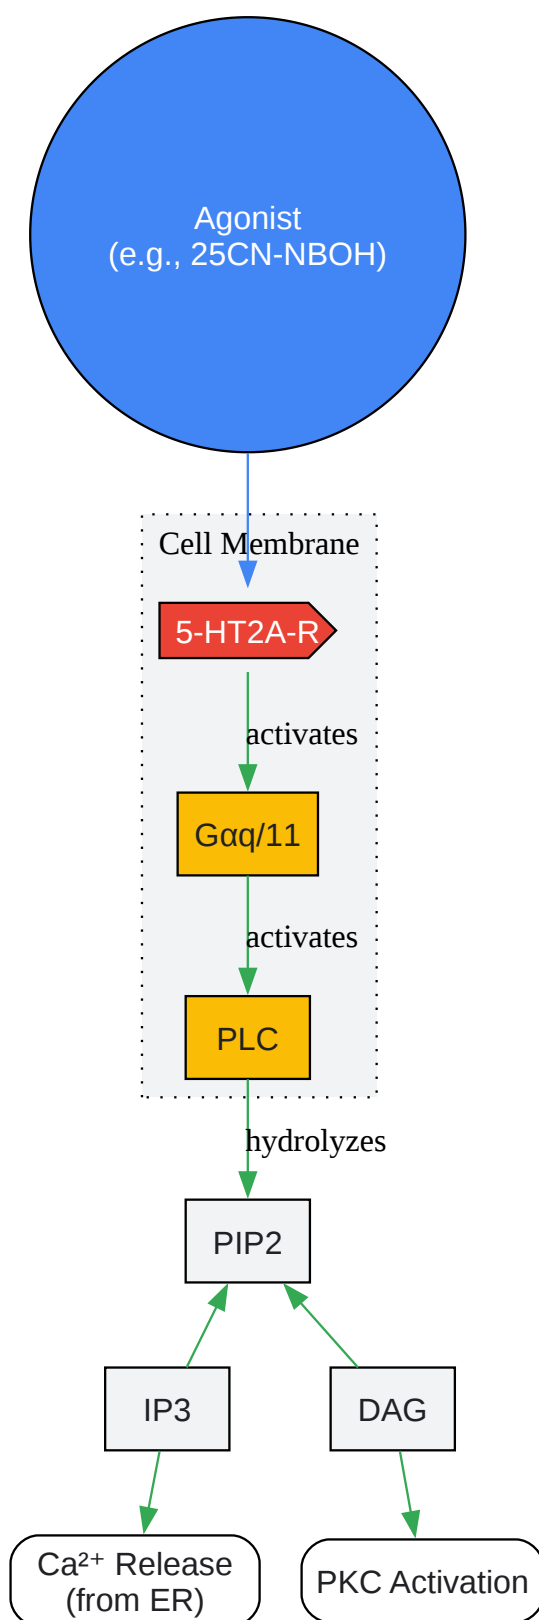 Agonist
(e.g., 25CN-NBOH)
Cell Membrane
5-HT2A-R
activates
Gαq/11
activates
PLC
hydrolyzes
PIP2
IP3
DAG
Ca²⁺ Release
(from ER)
PKC Activation